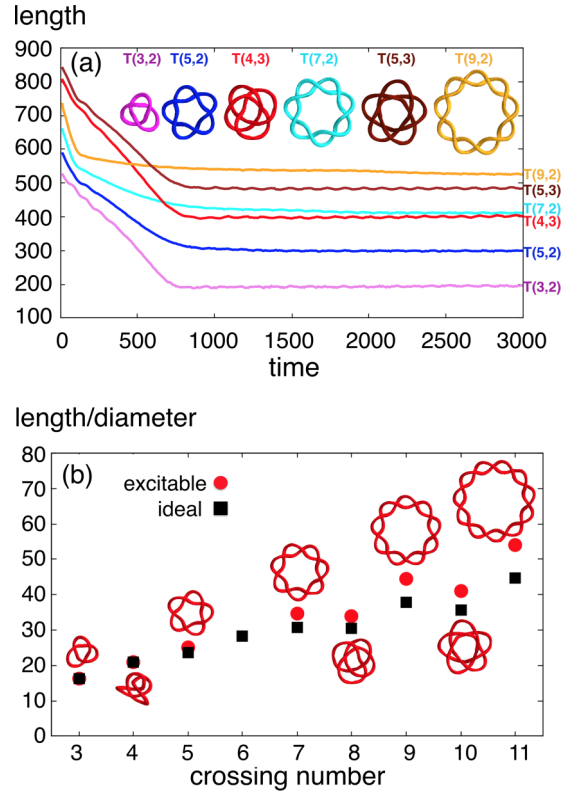 length
900
800
700
600
500
400
300
200
100
(a)
T(3,2) T(5,2) T(4,3) T(7,2) T(5,3) T(9,2)
T(9,2)
T(5,3)
T(7,2)
T(4,3)
T(5,2)
T(3,2)
0 500 1000 1500 2000 2500 3000
time
length/diameter
80
70
60
50
40
30
20
10
0
(b)
excitable
ideal
3 4 5 6 7 8 9 10 11
crossing number